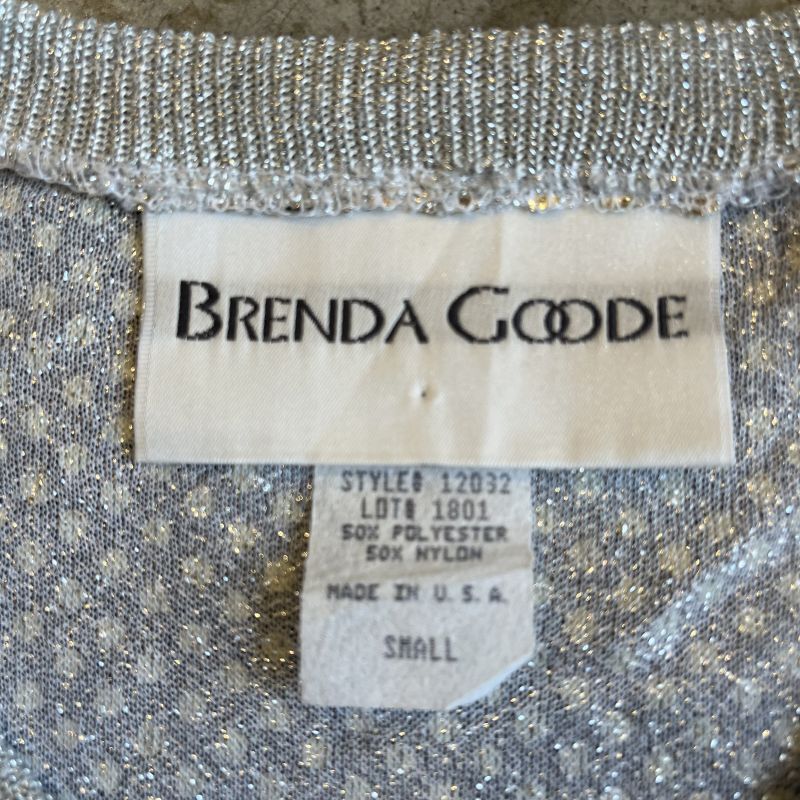 BRENDA GOODE
STYLE# 12032
LOT# 1801
50% POLYESTER
50% NYLON
MADE IN U.S.A.
SMALL